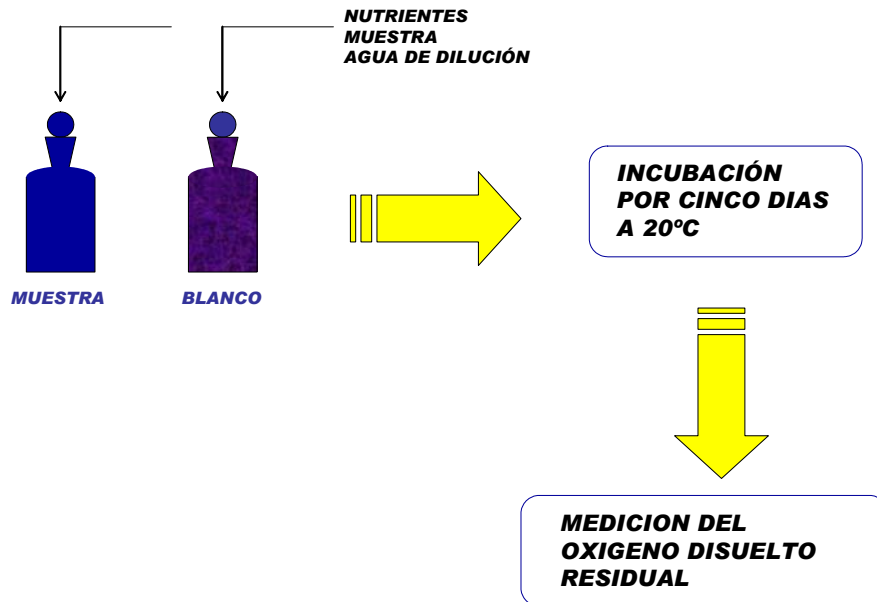 NUTRIENTES
MUESTRA
AGUA DE DILUCIÓN
MUESTRA
BLANCO
INCUBACIÓN
POR CINCO DIAS
A 20ºC
MEDICION DEL
OXIGENO DISUELTO
RESIDUAL